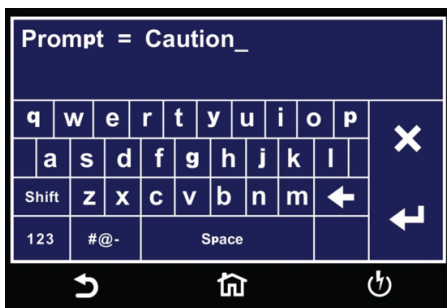 Prompt = Caution_
q w e r t y u i o p
a s d f g h j k l
Shift z x c v b n m
123 #@- Space